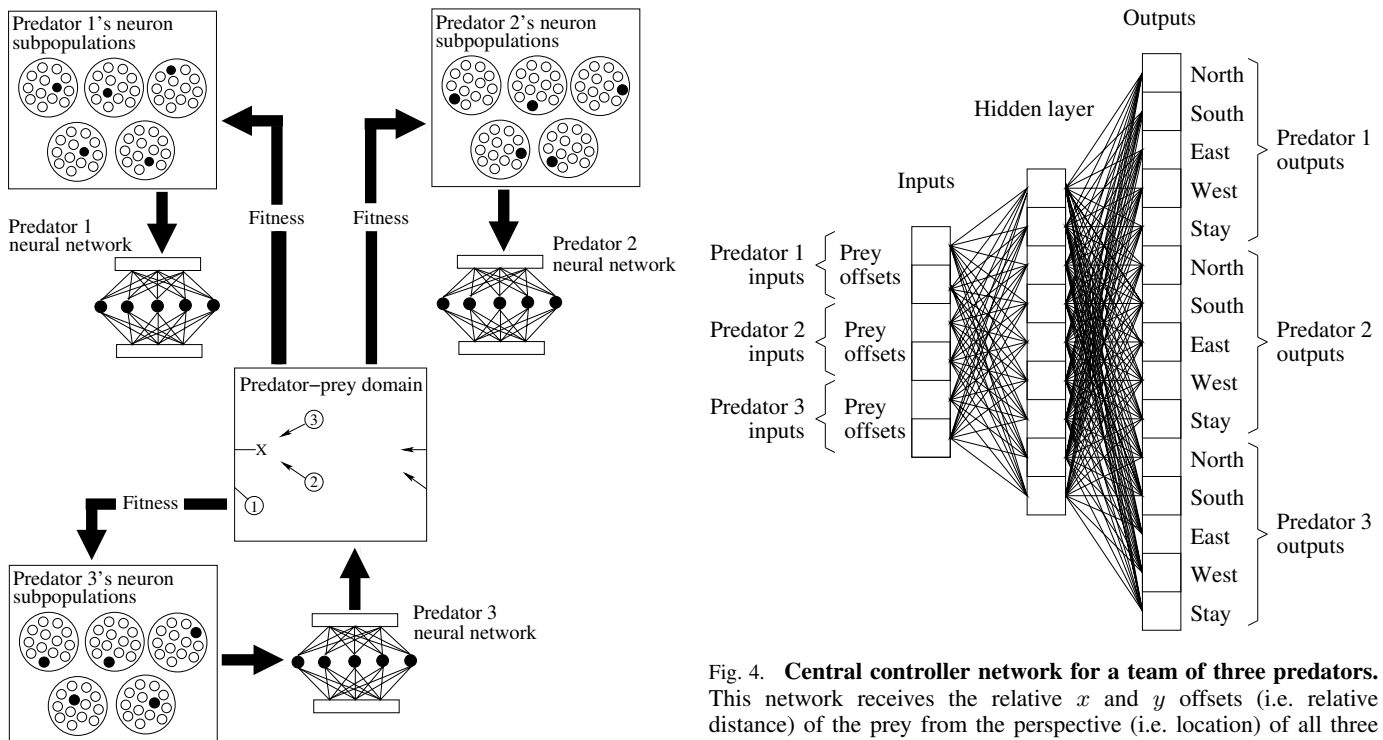 Predator 1's neuron
subpopulations
Predator 2's neuron
subpopulations
Fitness
Fitness
Predator 1
neural network
Predator 2
neural network
Predator−prey domain
3
X
2
1
Fitness
Predator 3's neuron
subpopulations
Predator 3
neural network
Outputs
Hidden layer
Inputs
Predator 1
inputs
Prey
offsets
Predator 2
inputs
Prey
offsets
Predator 3
inputs
Prey
offsets
North
South
East
West
Stay
Predator 1
outputs
North
South
East
West
Stay
Predator 2
outputs
North
South
East
West
Stay
Predator 3
outputs
Fig. 4. Central controller network for a team of three predators.
This network receives the relative x and y offsets (i.e. relative
distance) of the prey from the perspective (i.e. location) of all three